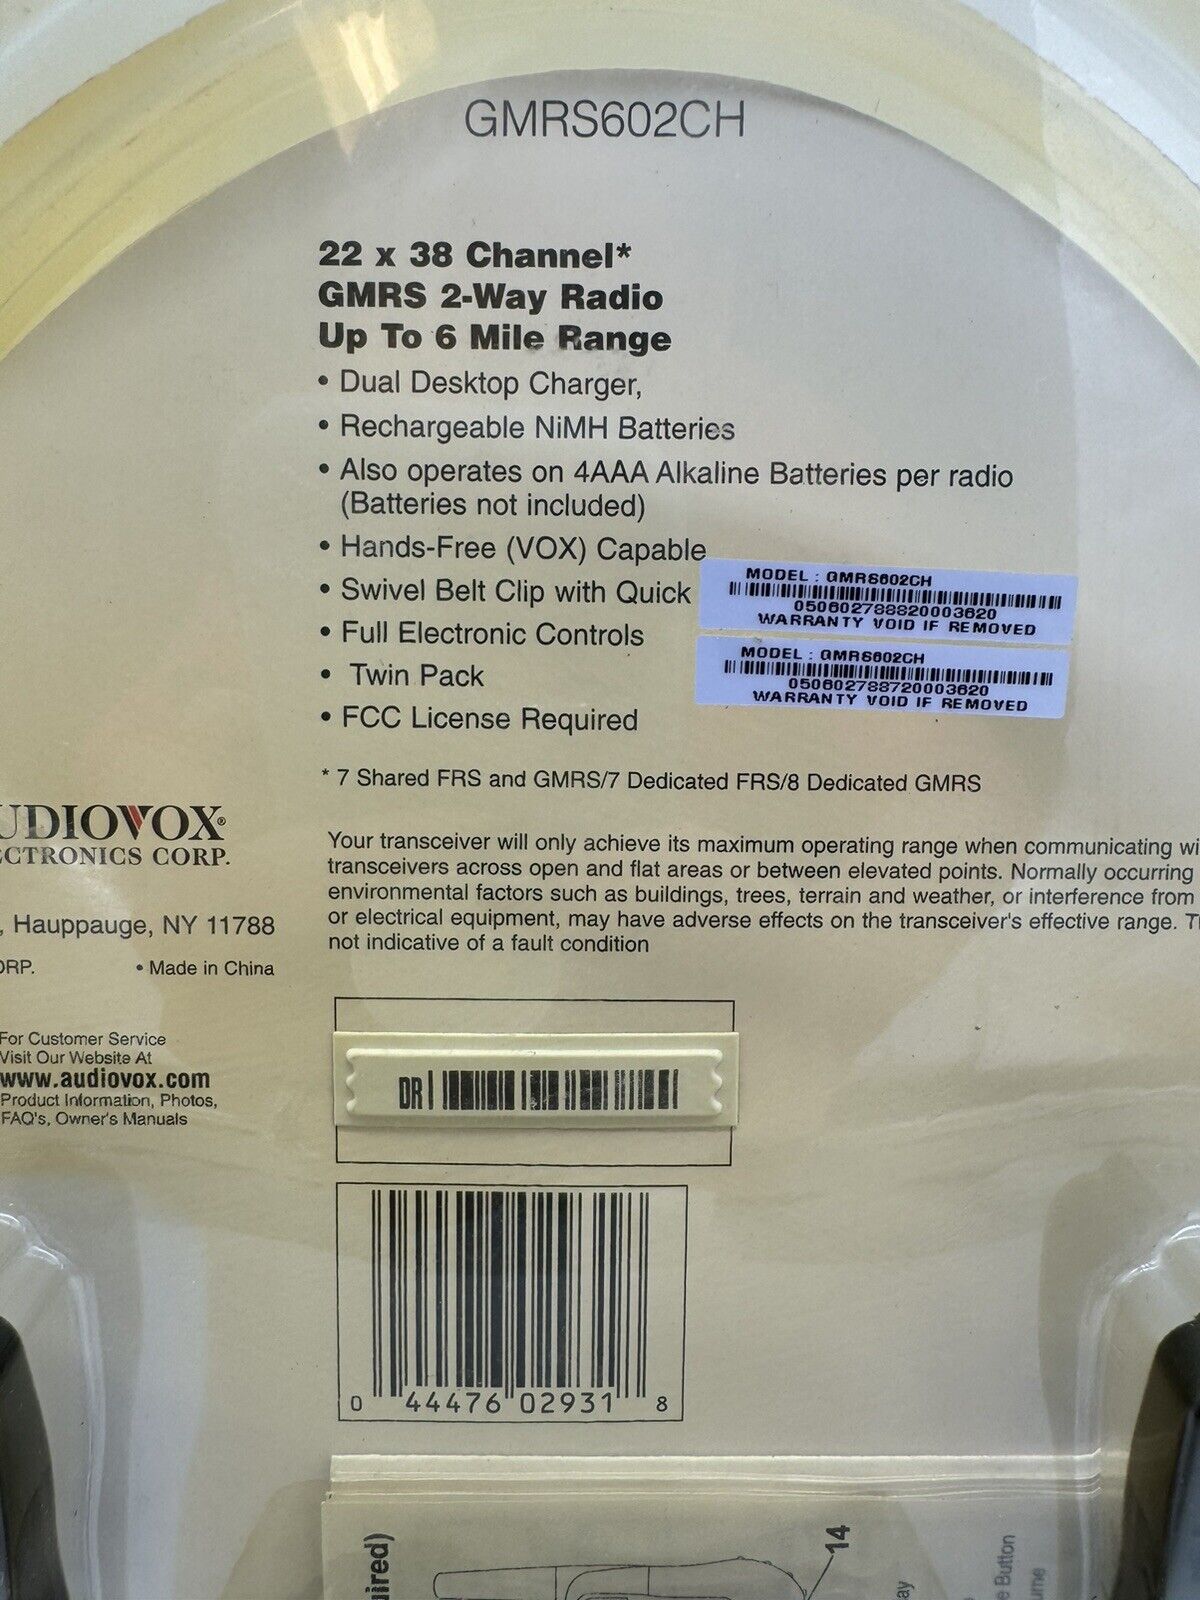 GMRS602CH
22 x 38 Channel*
GMRS 2-Way Radio
Up To 6 Mile Range
• Dual Desktop Charger,
• Rechargeable NiMH Batteries
• Also operates on 4AAA Alkaline Batteries per radio
(Batteries not included)
• Hands-Free (VOX) Capable
• Swivel Belt Clip with Quick
• Full Electronic Controls
• Twin Pack
• FCC License Required
MODEL : GMRS602CH
050602788820003620
WARRANTY VOID IF REMOVED
MODEL : GMRS602CH
050602788720003620
WARRANTY VOID IF REMOVED
* 7 Shared FRS and GMRS/7 Dedicated FRS/8 Dedicated GMRS
UDIOVOX®
ECTRONICS CORP.
, Hauppauge, NY 11788
ORP. • Made in China
For Customer Service
Visit Our Website At
www.audiovox.com
Product Information, Photos,
FAQ's, Owner's Manuals
Your transceiver will only achieve its maximum operating range when communicating wi
transceivers across open and flat areas or between elevated points. Normally occurring
environmental factors such as buildings, trees, terrain and weather, or interference from
or electrical equipment, may have adverse effects on the transceiver's effective range. T
not indicative of a fault condition
DR
0 44476 02931 8
ired)
14
ay
e Button
ume